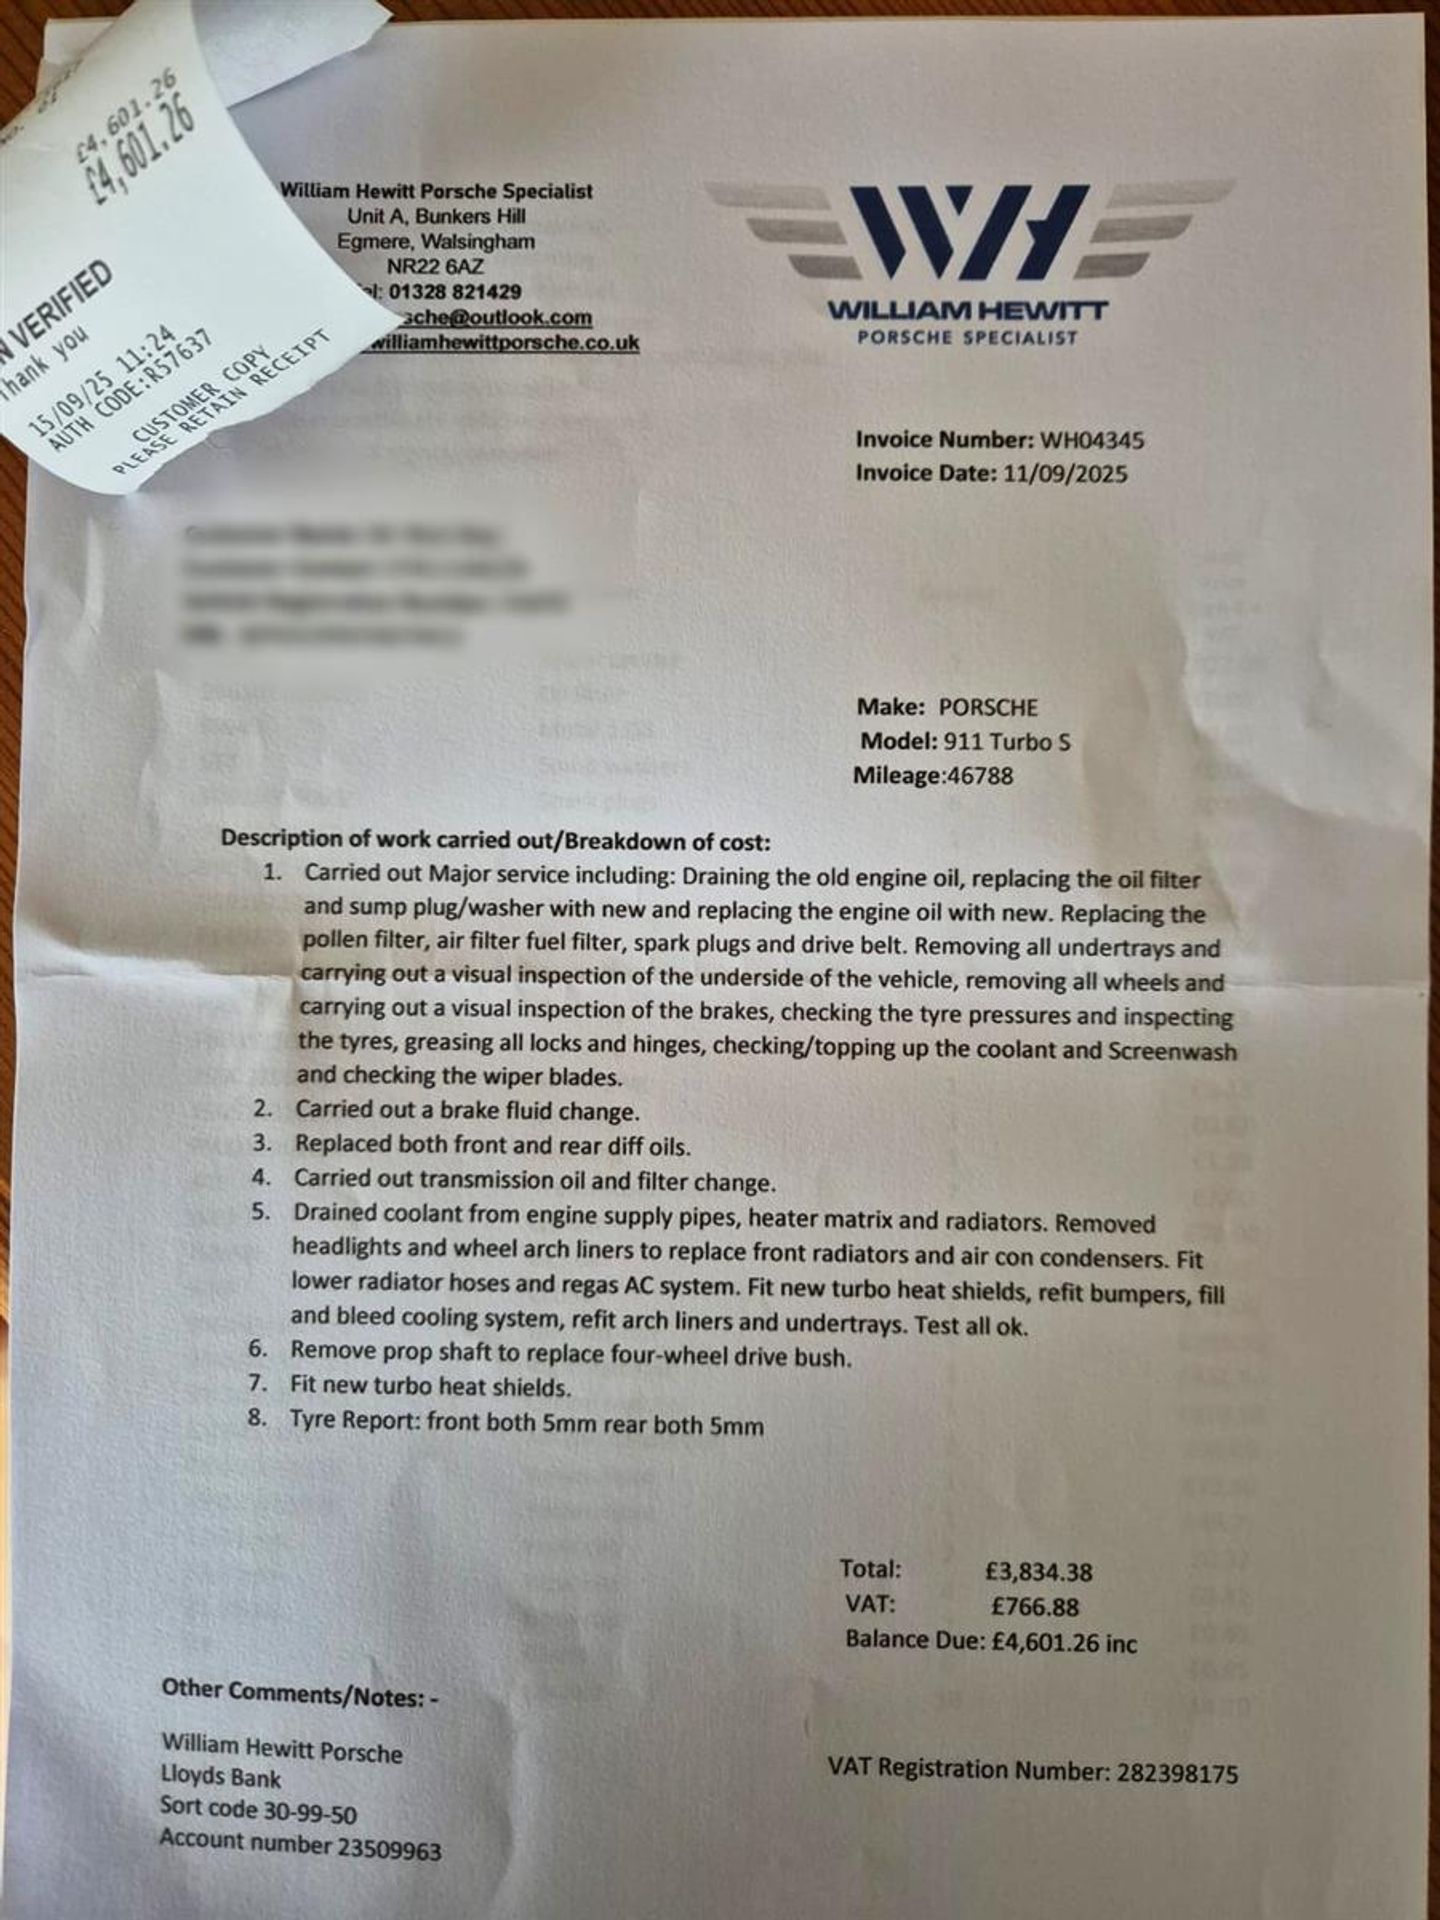 £4,601.26
£4,601.26
VERIFIED
Thank you
15/09/25 11:24
AUTH CODE:R57637
CUSTOMER COPY
PLEASE RETAIN RECEIPT
William Hewitt Porsche Specialist
Unit A, Bunkers Hill
Egmere, Walsingham
NR22 6AZ
el: 01328 821429
sche@outlook.com
williamhewittporsche.co.uk
WH
WILLIAM HEWITT
PORSCHE SPECIALIST
Invoice Number: WH04345
Invoice Date: 11/09/2025
Make: PORSCHE
Model: 911 Turbo S
Mileage:46788
Description of work carried out/Breakdown of cost:
1. Carried out Major service including: Draining the old engine oil, replacing the oil filter
and sump plug/washer with new and replacing the engine oil with new. Replacing the
pollen filter, air filter fuel filter, spark plugs and drive belt. Removing all undertrays and
carrying out a visual inspection of the underside of the vehicle, removing all wheels and
carrying out a visual inspection of the brakes, checking the tyre pressures and inspecting
the tyres, greasing all locks and hinges, checking/topping up the coolant and Screenwash
and checking the wiper blades.
2. Carried out a brake fluid change.
3. Replaced both front and rear diff oils.
4. Carried out transmission oil and filter change.
5. Drained coolant from engine supply pipes, heater matrix and radiators. Removed
headlights and wheel arch liners to replace front radiators and air con condensers. Fit
lower radiator hoses and regas AC system. Fit new turbo heat shields, refit bumpers, fill
and bleed cooling system, refit arch liners and undertrays. Test all ok.
6. Remove prop shaft to replace four-wheel drive bush.
7. Fit new turbo heat shields.
8. Tyre Report: front both 5mm rear both 5mm
Total: £3,834.38
VAT: £766.88
Balance Due: £4,601.26 inc
Other Comments/Notes: -
William Hewitt Porsche
Lloyds Bank
Sort code 30-99-50
Account number 23509963
VAT Registration Number: 282398175